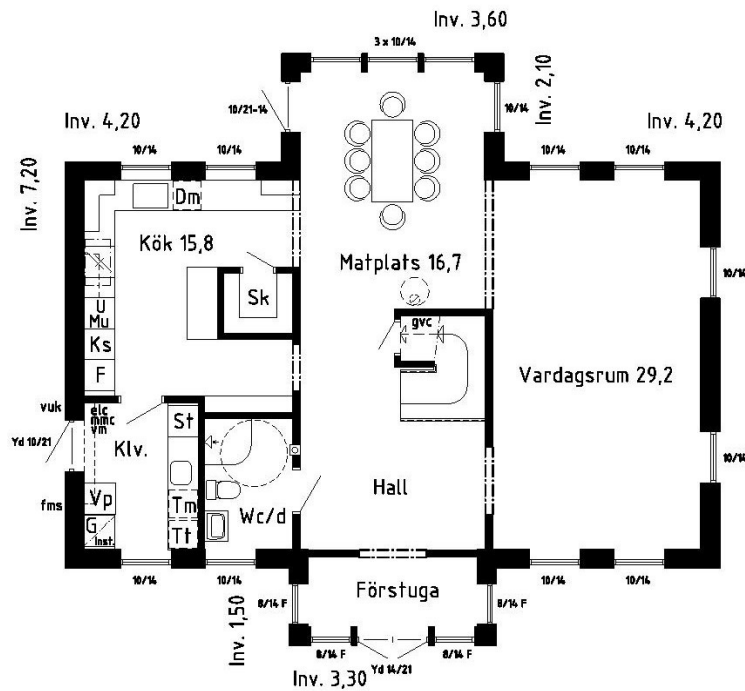 Inv. 3,60
3 x 10/14
Inv. 2,10
10/21-14
10/14
Inv. 4,20
Inv. 4,20
10/14
10/14
10/14
10/14
Inv. 7,20
Dm
Kök 15,8
Matplats 16,7
10/14
Sk
U
Mu
gvc
Ks
F
Vardagsrum 29,2
vuk
elc
mmc
vm
St
Yd 10/21
Klv.
10/14
Hall
Vp
fms
Tm
Wc/d
G
Inst.
Tt
10/14
10/14
10/14
10/14
Förstuga
8/14 F
8/14 F
Inv. 1,50
8/14 F
Yd 14/21
8/14 F
Inv. 3,30